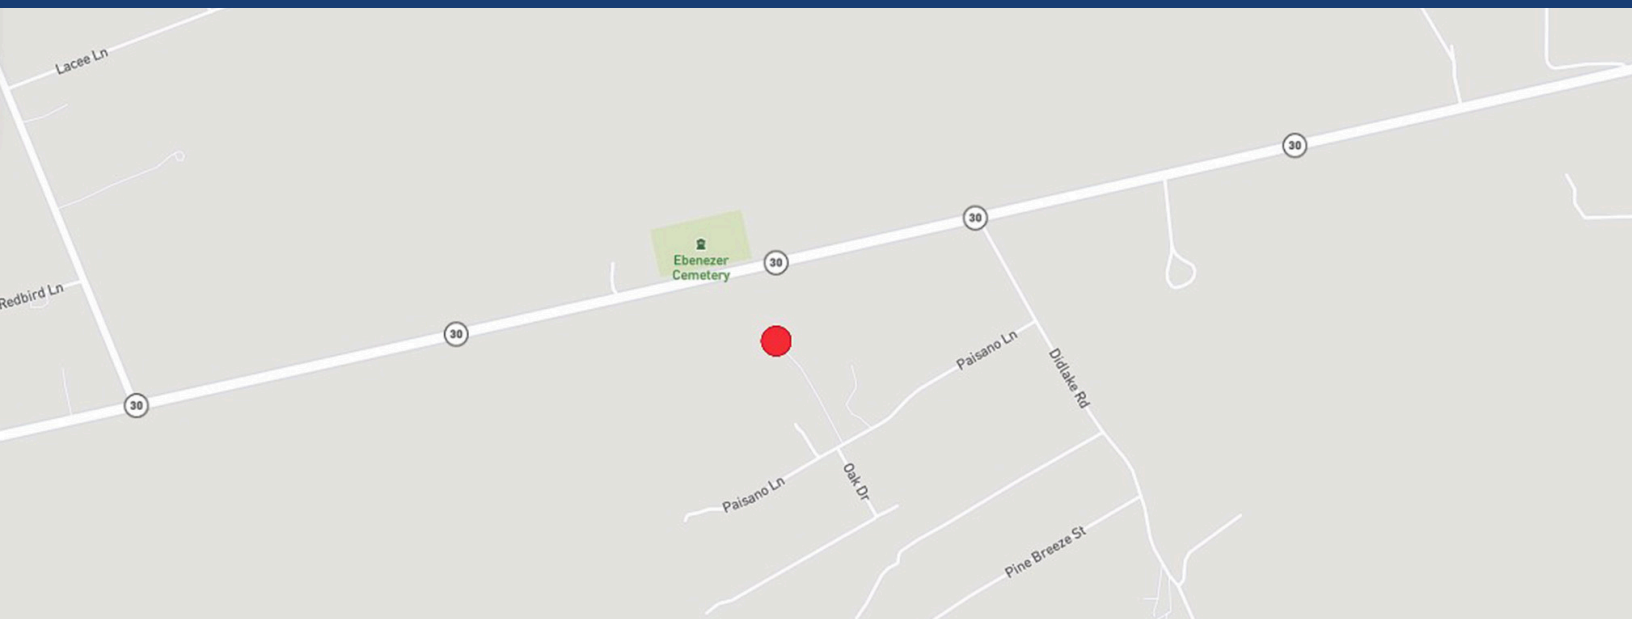 Lacee Ln
30
30
Ebenezer
Cemetery
30
Redbird Ln
30
Paisano Ln
Didlake Rd
30
Oak Dr
Paisano Ln
Pine Breeze St